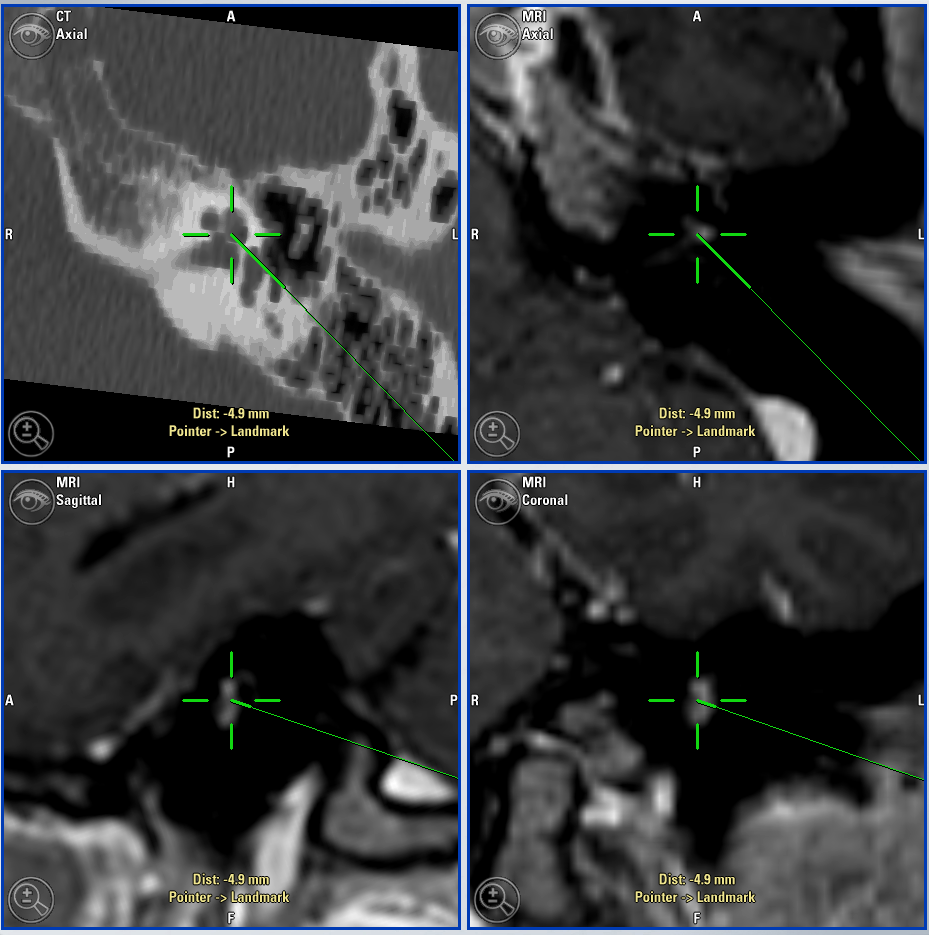 CT
Axial
A
R
L
Dist: -4.9 mm
Pointer -> Landmark
P
MRI
Axial
A
R
L
Dist: -4.9 mm
Pointer -> Landmark
P
MRI
Sagittal
H
A
P
Dist: -4.9 mm
Pointer -> Landmark
F
MRI
Coronal
H
R
L
Dist: -4.9 mm
Pointer -> Landmark
F